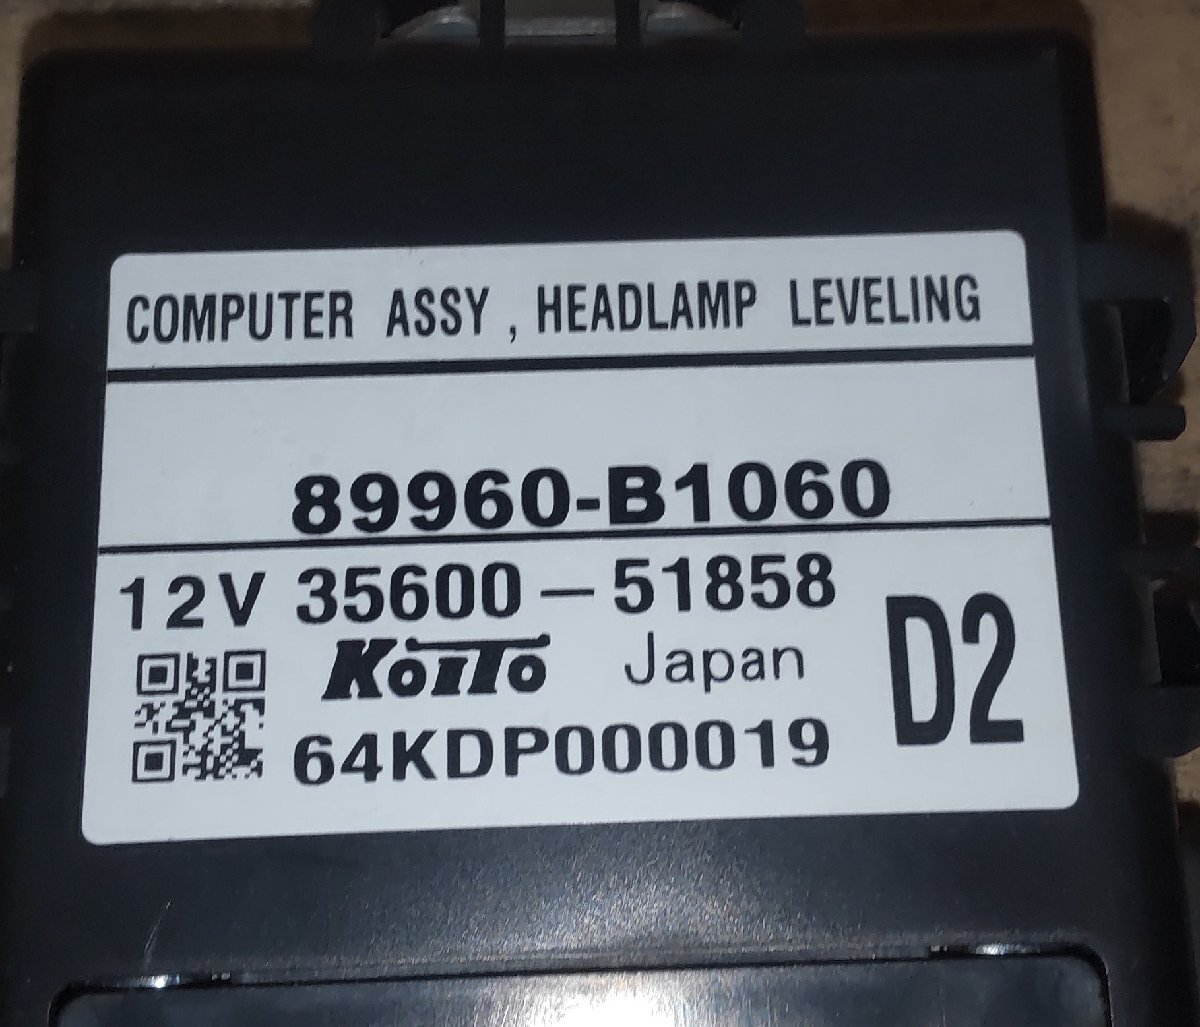 COMPUTER ASSY , HEADLAMP LEVELING
89960-B1060
12V 35600-51858
KOITO Japan D2
64KDP000019